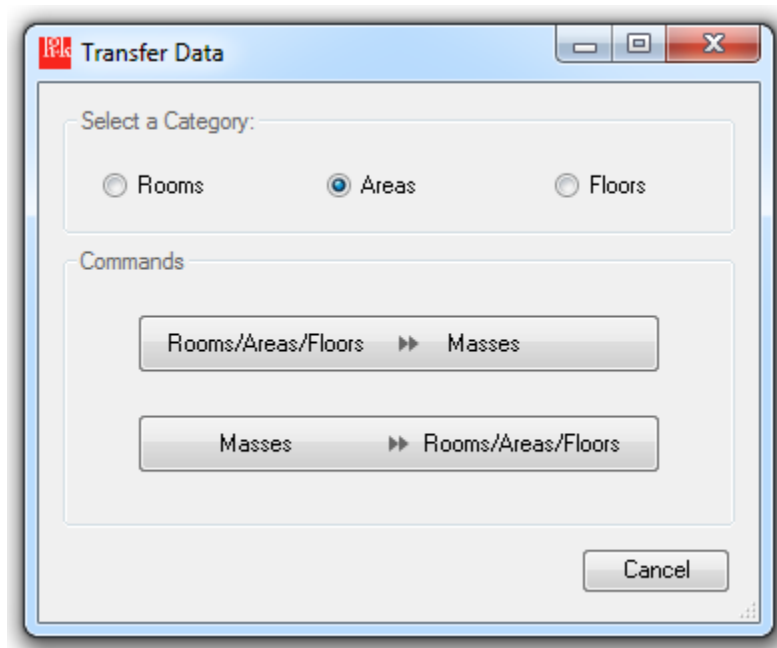 Transfer Data
Select a Category:
Rooms Areas Floors
Commands
Rooms/Areas/Floors Masses
Masses Rooms/Areas/Floors
Cancel